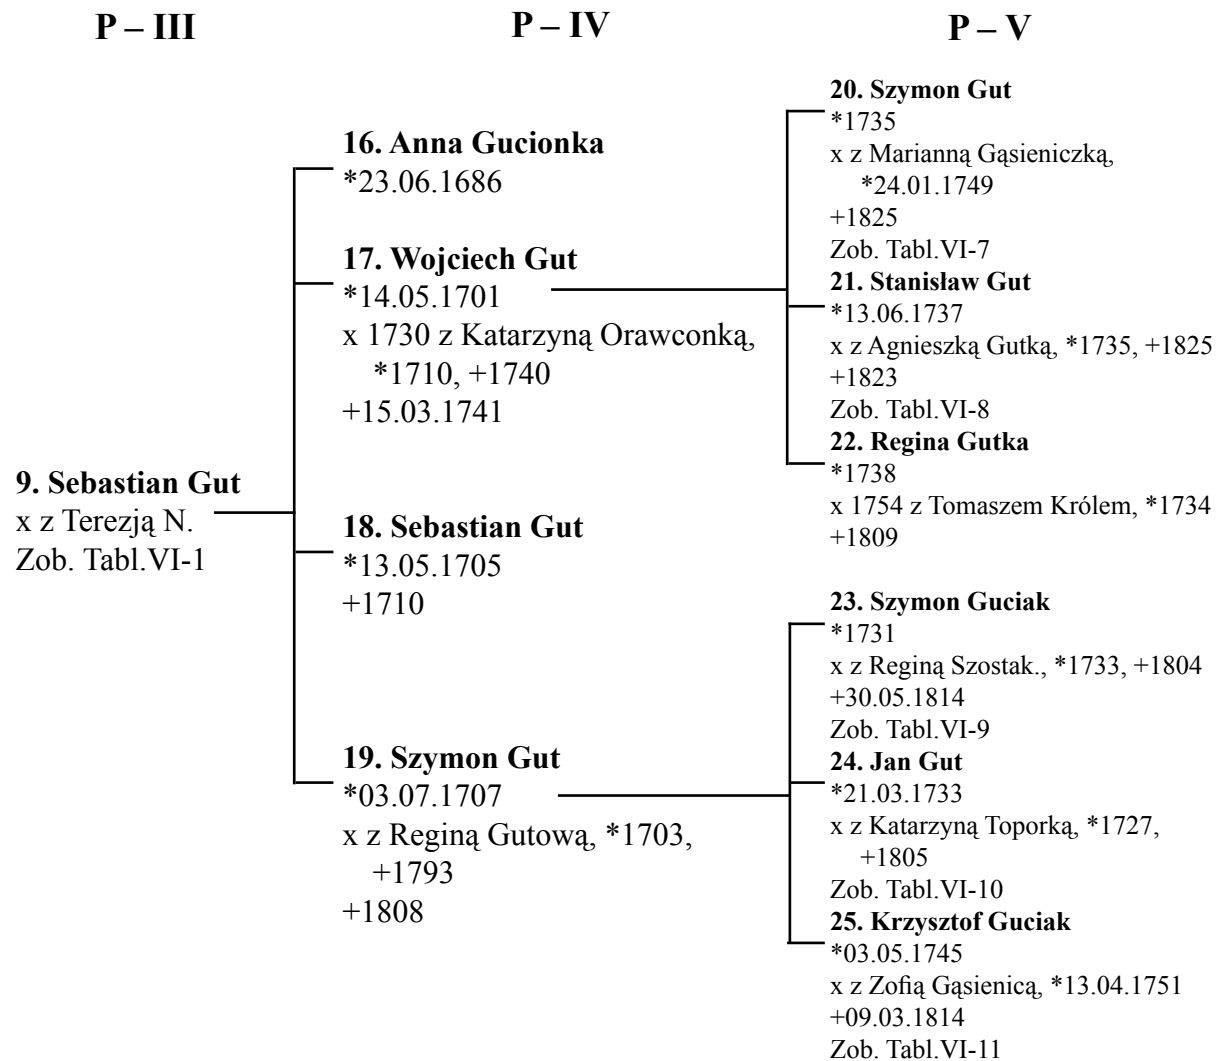 P – III
P – IV
P – V
9. Sebastian Gut
x z Terezją N.
Zob. Tabl.VI-1
16. Anna Gucionka
*23.06.1686
17. Wojciech Gut
*14.05.1701
x 1730 z Katarzyną Orawconką,
*1710, +1740
+15.03.1741
18. Sebastian Gut
*13.05.1705
+1710
19. Szymon Gut
*03.07.1707
x z Reginą Gutową, *1703,
+1793
+1808
20. Szymon Gut
*1735
x z Marianną Gąsieniczką,
*24.01.1749
+1825
Zob. Tabl.VI-7
21. Stanisław Gut
*13.06.1737
x z Agnieszką Gutką, *1735, +1825
+1823
Zob. Tabl.VI-8
22. Regina Gutka
*1738
x 1754 z Tomaszem Królem, *1734
+1809
23. Szymon Guciak
*1731
x z Reginą Szostak., *1733, +1804
+30.05.1814
Zob. Tabl.VI-9
24. Jan Gut
*21.03.1733
x z Katarzyną Toporką, *1727,
+1805
Zob. Tabl.VI-10
25. Krzysztof Guciak
*03.05.1745
x z Zofią Gąsienicą, *13.04.1751
+09.03.1814
Zob. Tabl.VI-11